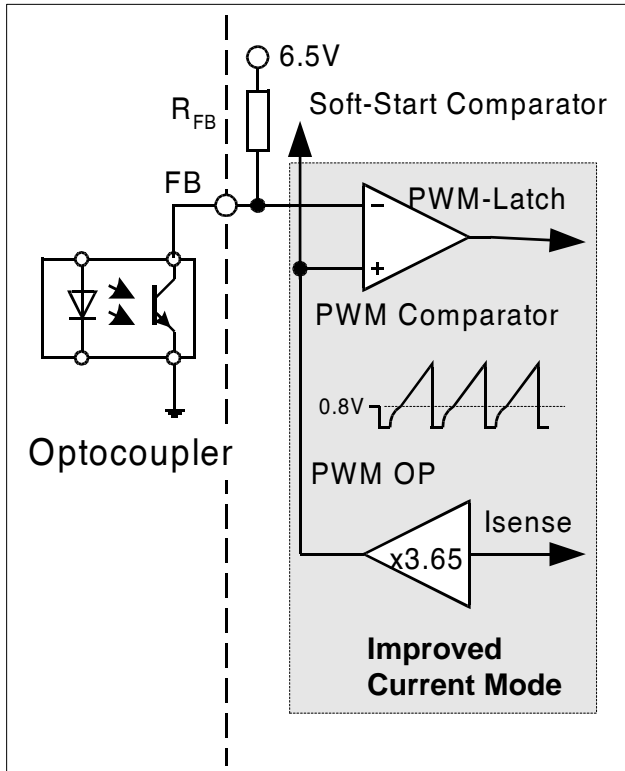 6.5V
R_FB
Soft-Start Comparator
FB
PWM-Latch
−
+
PWM Comparator
0.8V
Optocoupler
PWM OP
Isense
x3.65
Improved
Current Mode